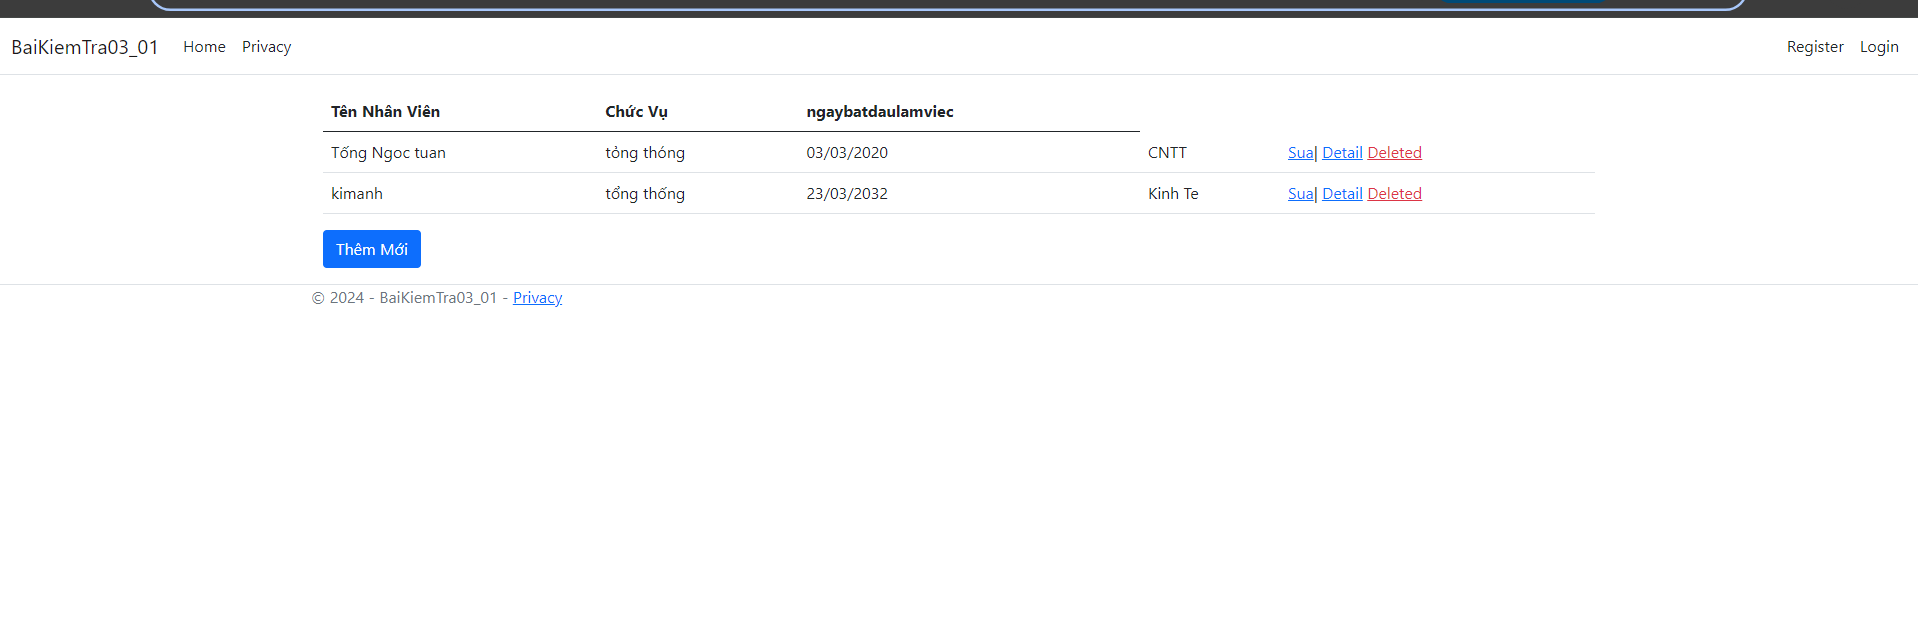 BaiKiemTra03_01 Home Privacy Register Login
Tên Nhân Viên Chức Vụ ngaybatdaulamviec
Tống Ngoc tuan tỏng thóng 03/03/2020 CNTT Sua| Detail Deleted
kimanh tổng thống 23/03/2032 Kinh Te Sua| Detail Deleted
Thêm Mới
© 2024 - BaiKiemTra03_01 - Privacy